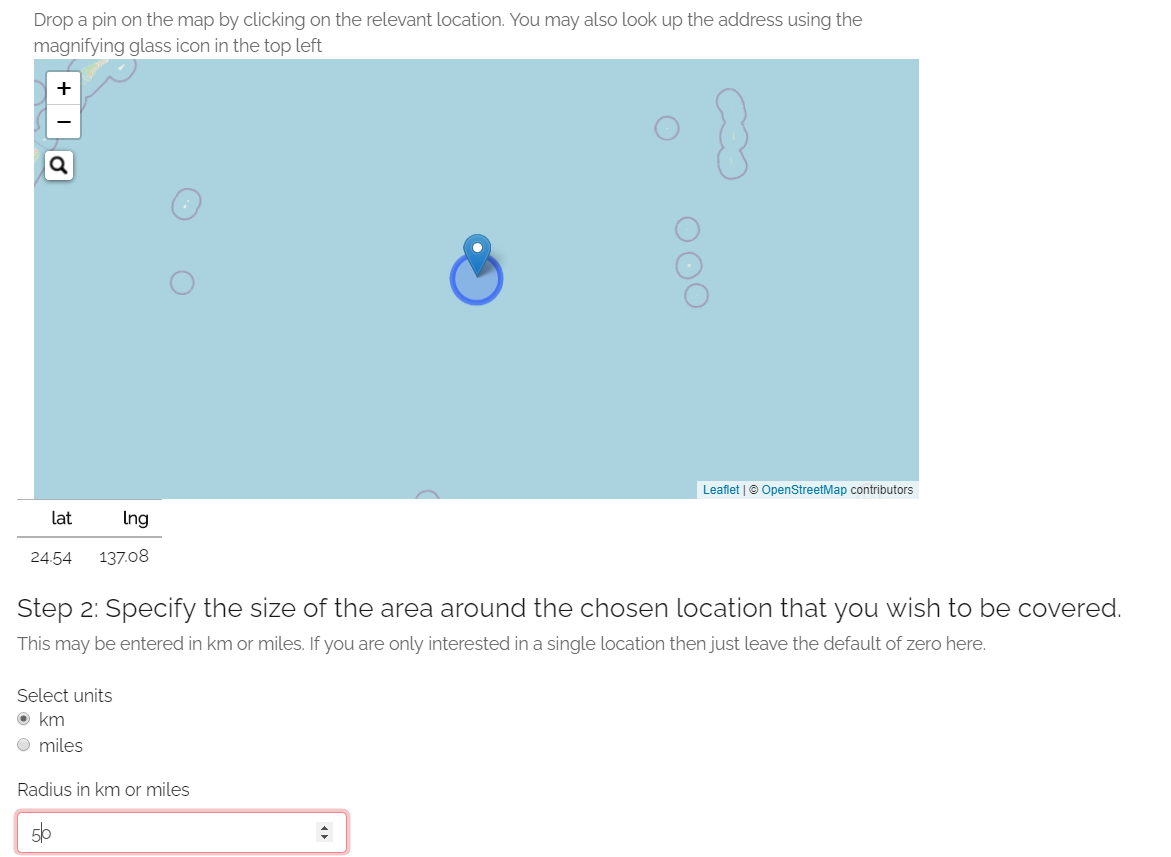 Drop a pin on the map by clicking on the relevant location. You may also look up the address using the
magnifying glass icon in the top left
+
−
Leaflet | © OpenStreetMap contributors
lat lng
24.54 137.08
Step 2: Specify the size of the area around the chosen location that you wish to be covered.
This may be entered in km or miles. If you are only interested in a single location then just leave the default of zero here.
Select units
km
miles
Radius in km or miles
50